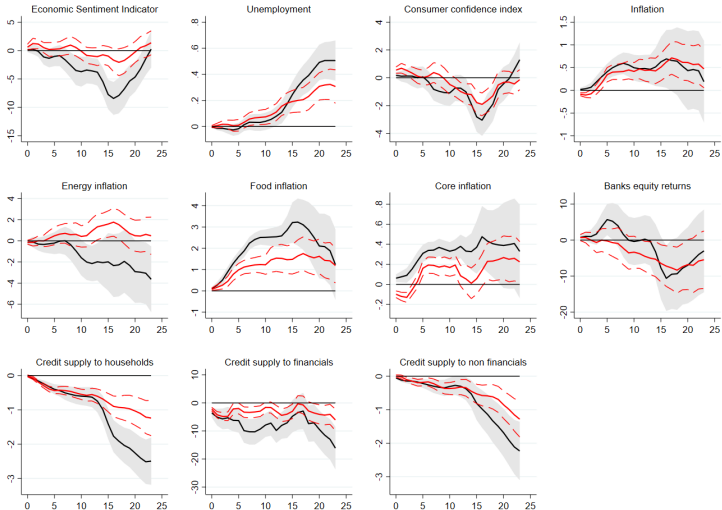 Economic Sentiment Indicator
5
0
-5
-10
-15
0 5 10 15 20 25
Unemployment
.8
.6
.4
.2
0
0 5 10 15 20 25
Consumer confidence index
4
2
0
-2
-4
0 5 10 15 20 25
Inflation
1.5
1
.5
0
-.5
-1
0 5 10 15 20 25
Energy inflation
4
2
0
-2
-4
-6
0 5 10 15 20 25
Food inflation
4
3
2
1
0
-1
0 5 10 15 20 25
Core inflation
.8
.6
.4
.2
0
-.2
0 5 10 15 20 25
Banks equity returns
10
0
-10
-20
0 5 10 15 20 25
Credit supply to households
0
-1
-2
-3
0 5 10 15 20 25
Credit supply to financials
10
0
-10
-20
-30
0 5 10 15 20 25
Credit supply to non financials
0
-1
-2
-3
0 5 10 15 20 25